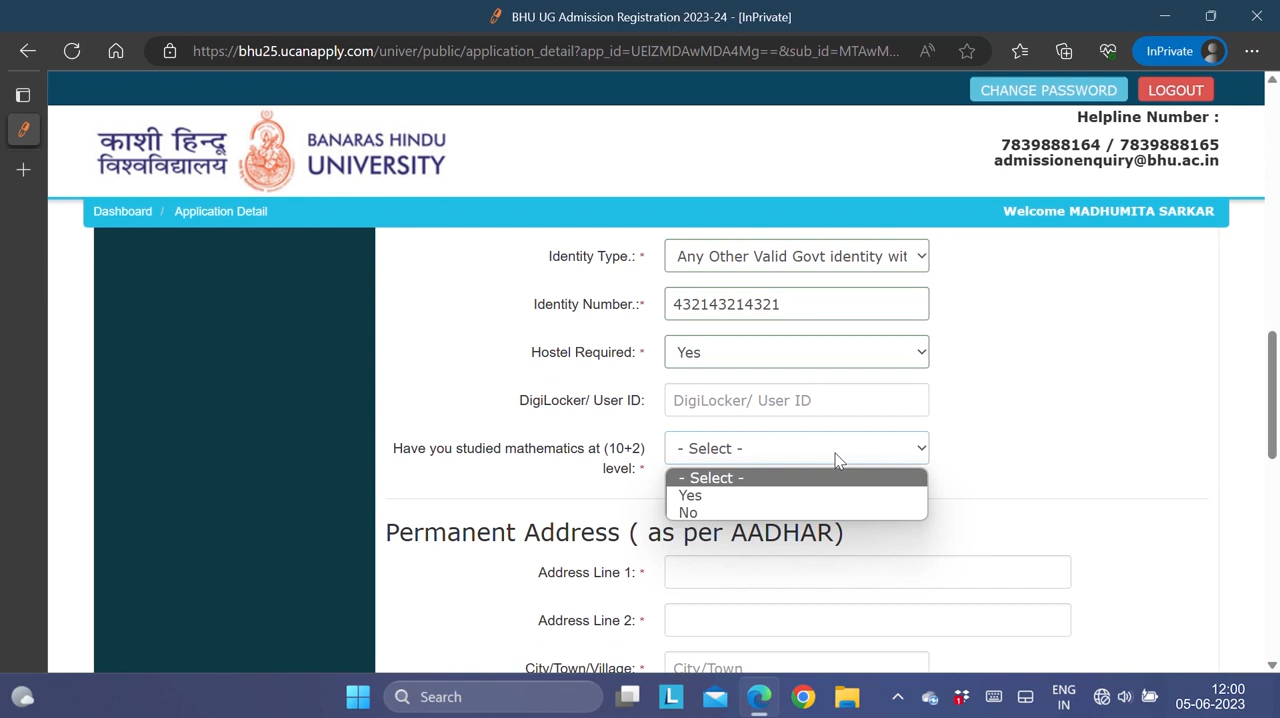 BHU UG Admission Registration 2023-24 - [InPrivate]
https://bhu25.ucanapply.com/univer/public/application_detail?app_id=UElZMDAwMDA4Mg==&sub_id=MTAwM...
InPrivate
CHANGE PASSWORD
LOGOUT
काशी हिन्दू
विश्वविद्यालय
BANARAS HINDU
UNIVERSITY
Helpline Number :
7839888164 / 7839888165
admissionenquiry@bhu.ac.in
Dashboard / Application Detail
Welcome MADHUMITA SARKAR
Identity Type.: * Any Other Valid Govt identity wit
Identity Number.:* 432143214321
Hostel Required: * Yes
DigiLocker/ User ID: DigiLocker/ User ID
Have you studied mathematics at (10+2) - Select -
level: *
- Select -
Yes
No
Permanent Address ( as per AADHAR)
Address Line 1: *
Address Line 2: *
City/Town/Village: * City/Town
Search
ENG
IN
12:00
05-06-2023